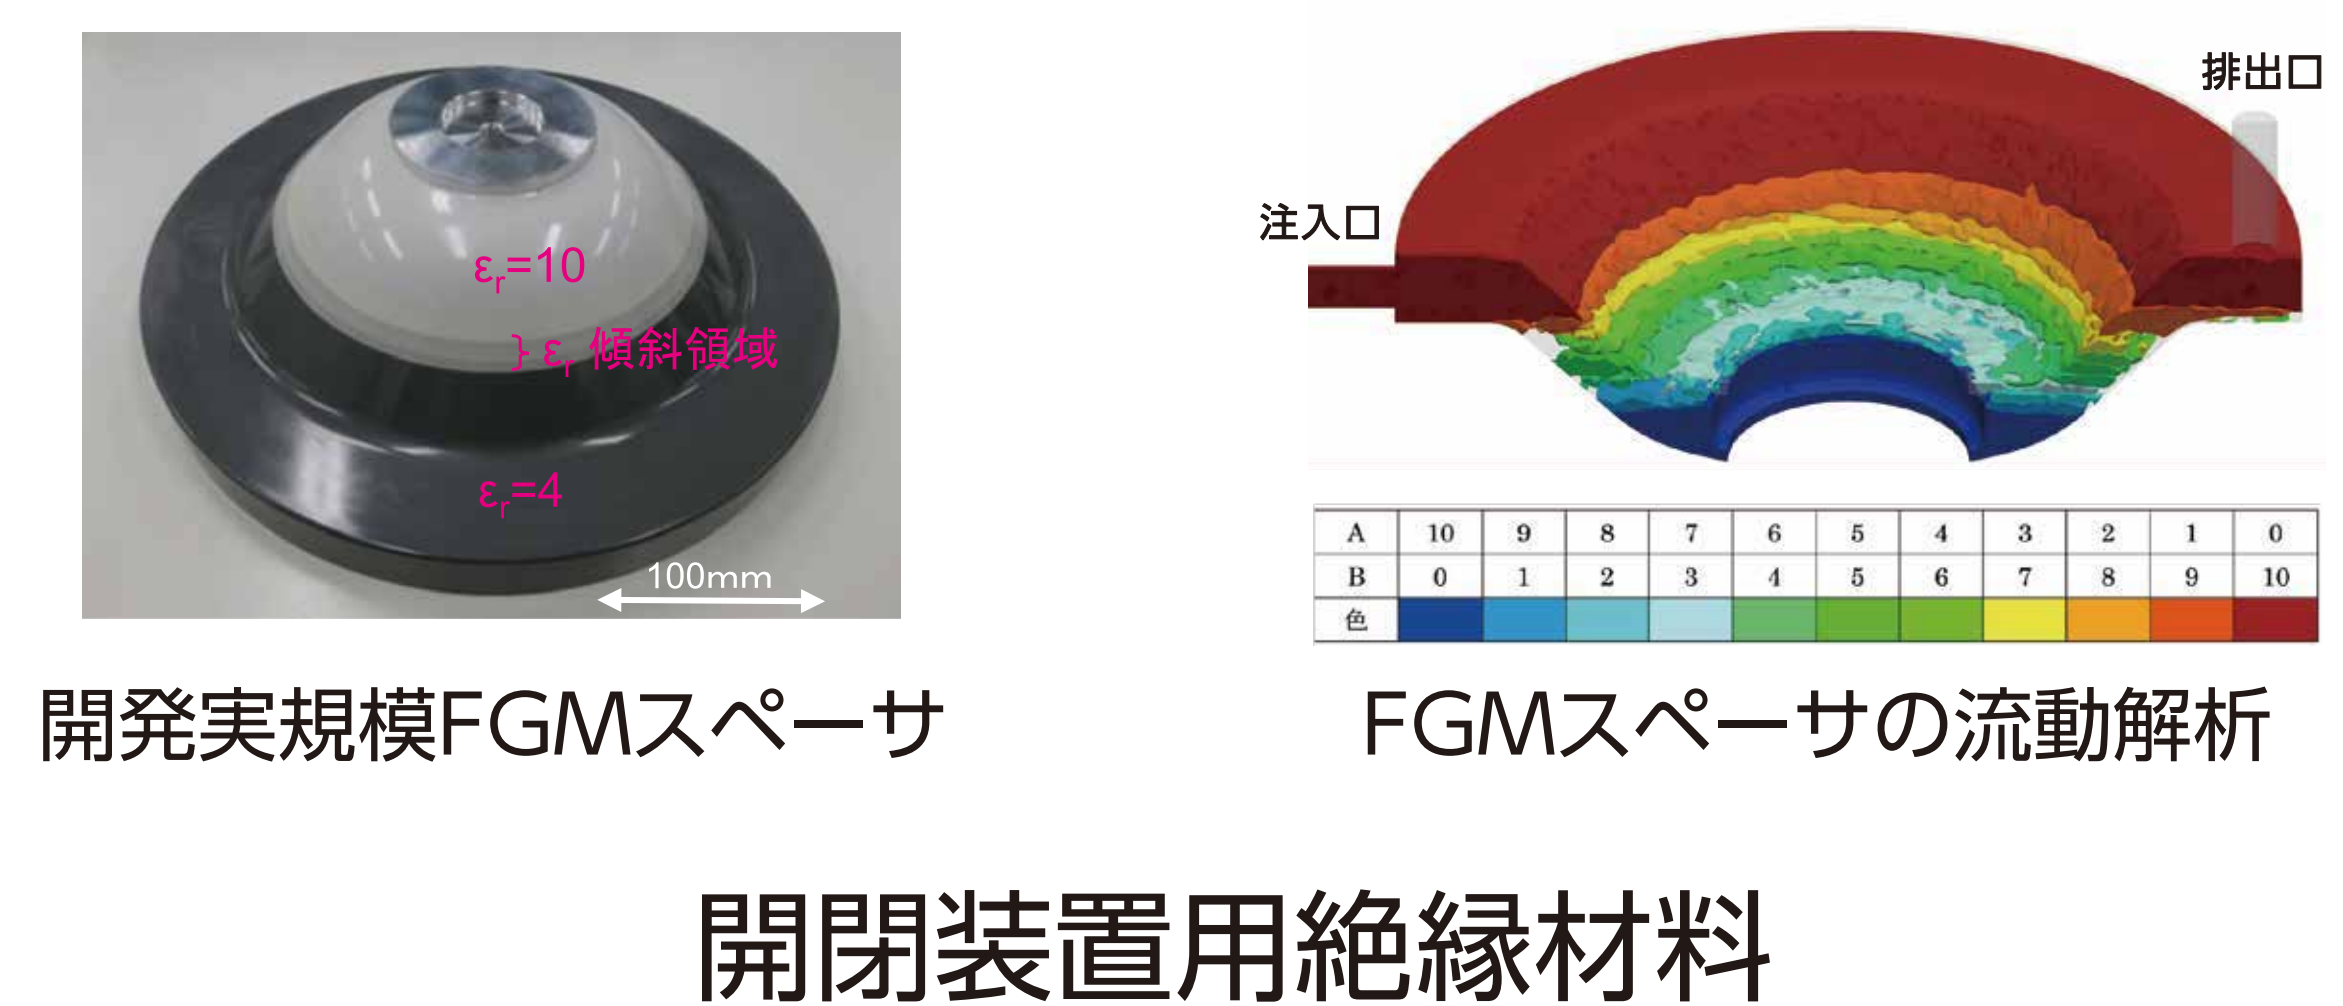 εr=10
} εr 傾斜領域
εr=4
100mm
開発実規模FGMスペーサ
排出口
注入口
A 10 9 8 7 6 5 4 3 2 1 0
B 0 1 2 3 4 5 6 7 8 9 10
色
FGMスペーサの流動解析
開閉装置用絶縁材料